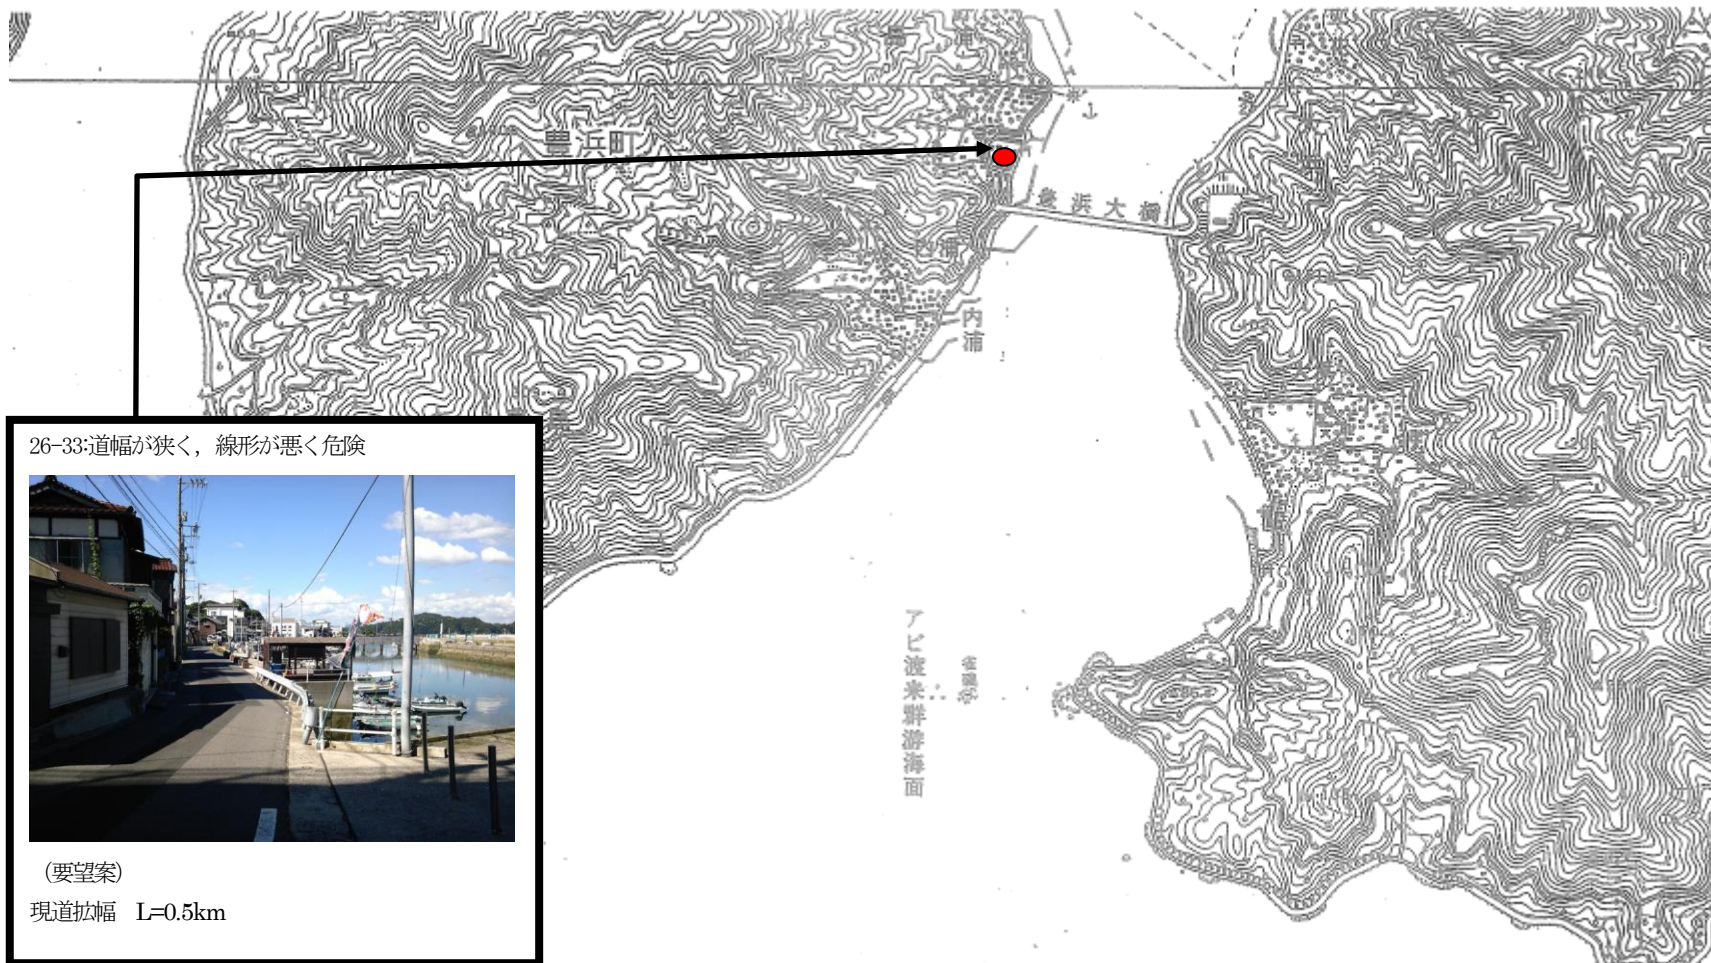 豊浜町
豊浜大橋
内浦
内浦
アビ渡来群游海面
26-33:道幅が狭く，線形が悪く危険
（要望案）
現道拡幅　L=0.5km